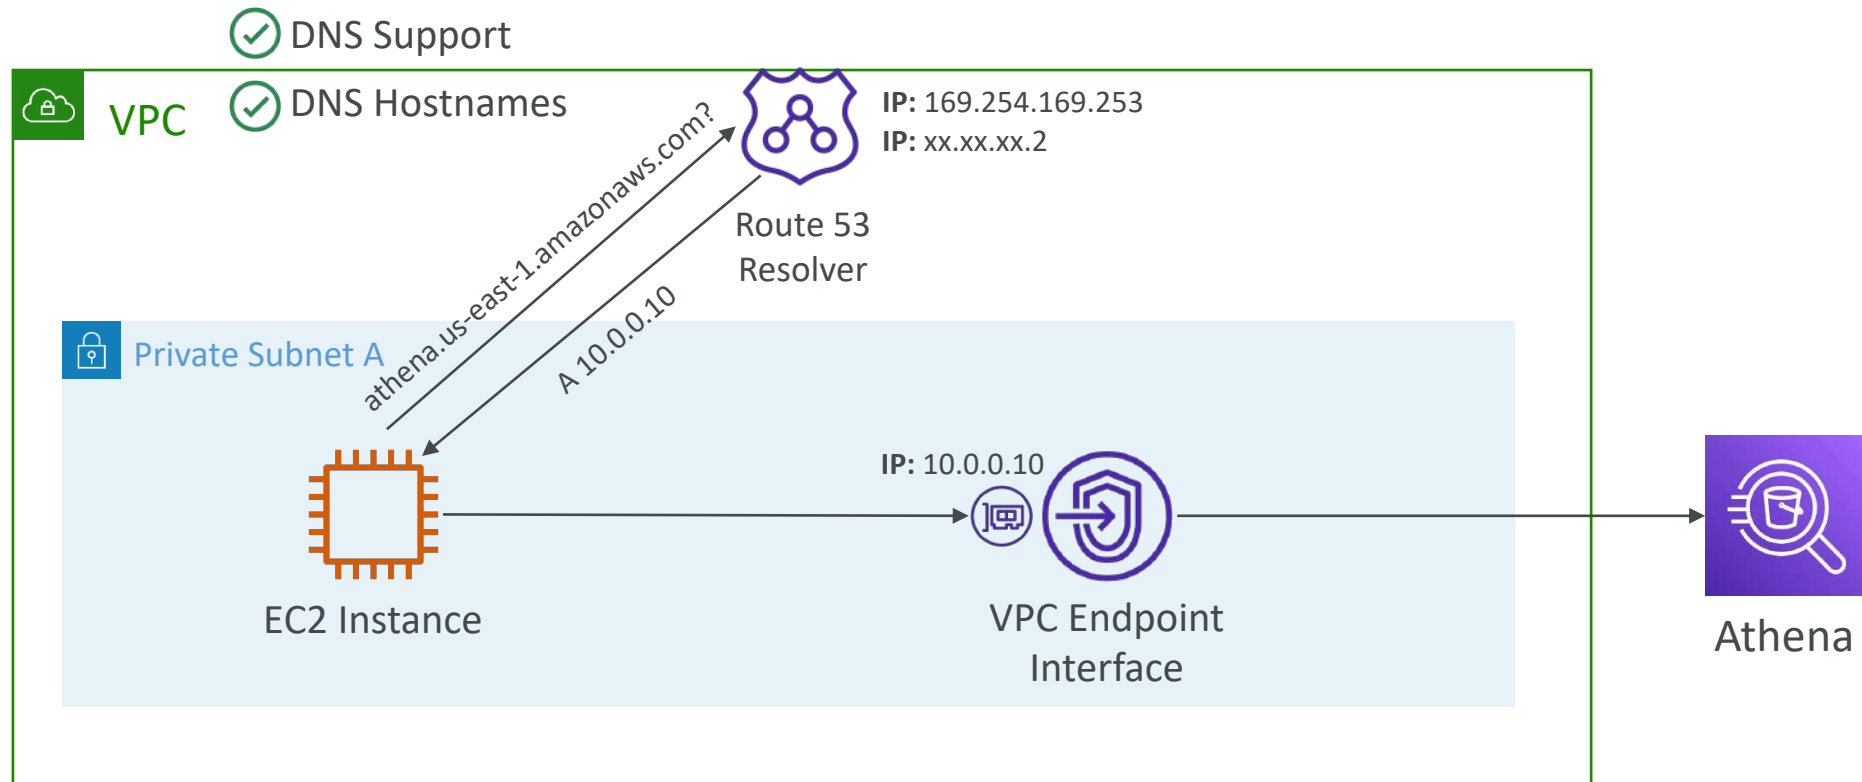 DNS Support
VPC
DNS Hostnames
IP: 169.254.169.253
IP: xx.xx.xx.2
athena.us-east-1.amazonaws.com?
Route 53
Resolver
A 10.0.0.10
Private Subnet A
IP: 10.0.0.10
EC2 Instance
VPC Endpoint
Interface
Athena